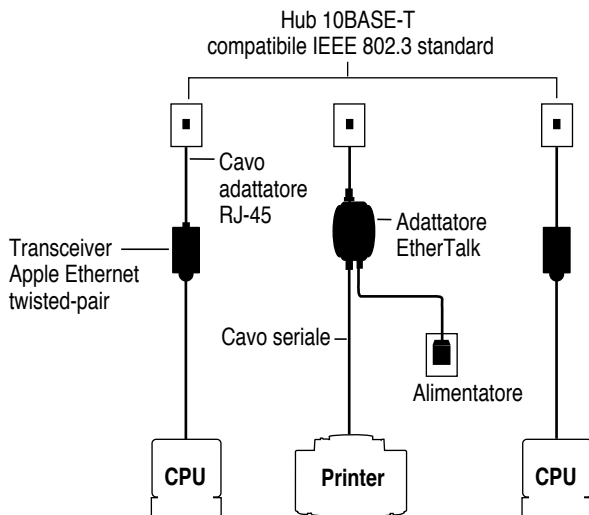 Hub 10BASE-T
compatibile IEEE 802.3 standard
Cavo
adattatore
RJ-45
Adattatore
EtherTalk
Transceiver
Apple Ethernet
twisted-pair
Cavo seriale
Alimentatore
CPU
Printer
CPU